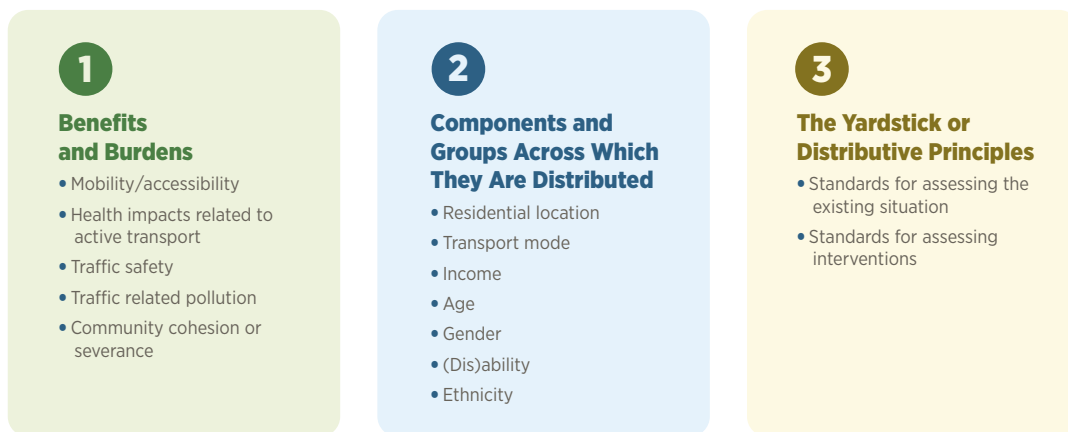 1
Benefits
and Burdens
• Mobility/accessibility
• Health impacts related to
active transport
• Traffic safety
• Traffic related pollution
• Community cohesion or
severance
2
Components and
Groups Across Which
They Are Distributed
• Residential location
• Transport mode
• Income
• Age
• Gender
• (Dis)ability
• Ethnicity
3
The Yardstick or
Distributive Principles
• Standards for assessing the
existing situation
• Standards for assessing
interventions